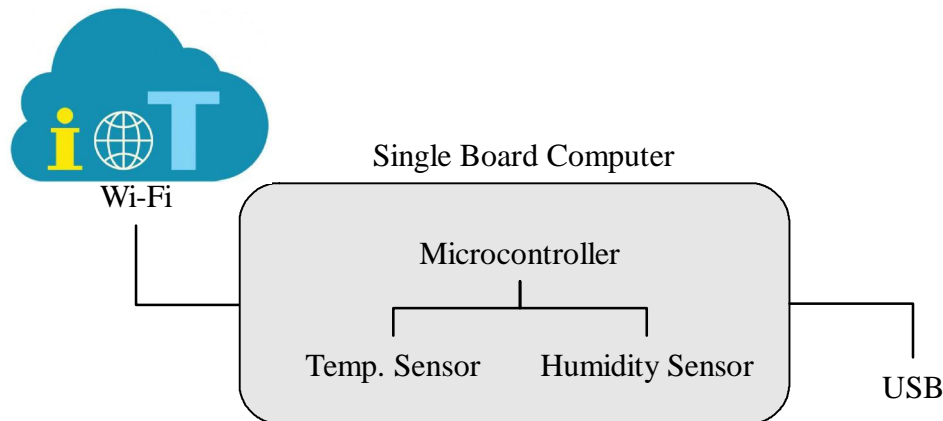 iOT
Wi-Fi
Single Board Computer
Microcontroller
Temp. Sensor Humidity Sensor
USB